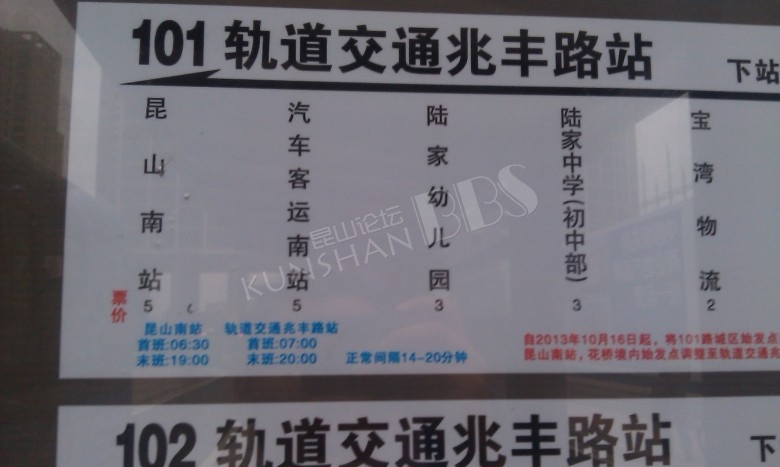 101 轨道交通兆丰路站
下站
昆山南站
汽车客运南站
陆家幼儿园
陆家中学(初中部)
宝湾物流
票价 5 5 3 3 2
昆山南站 轨道交通兆丰路站
首班:06:30 首班:07:00
末班:19:00 末班:20:00 正常间隔14-20分钟
自2013年10月16日起，将101路城区始发点
昆山南站，花桥境内始发点调整至轨道交通兆
昆山论坛
KUNSHAN BBS
102 轨道交通兆丰路站
下